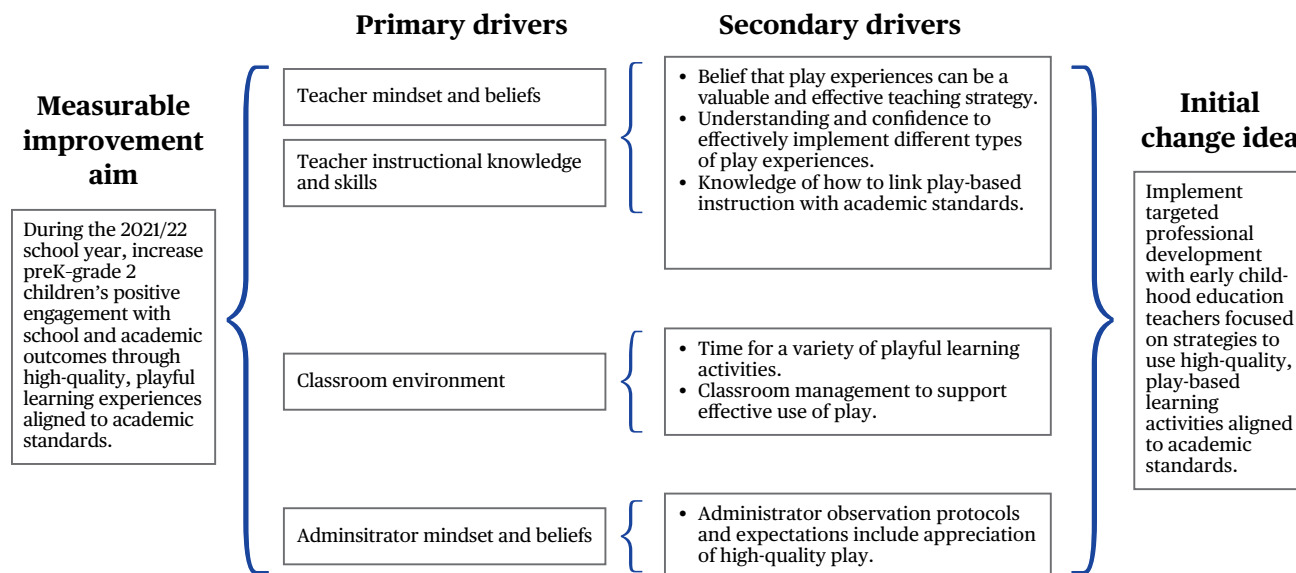 Primary drivers
Secondary drivers
Measurable
improvement
aim
During the 2021/22
school year, increase
preK–grade 2
children’s positive
engagement with
school and academic
outcomes through
high-quality, playful
learning experiences
aligned to academic
standards.
Teacher mindset and beliefs
Teacher instructional knowledge
and skills
Classroom environment
Adminsitrator mindset and beliefs
• Belief that play experiences can be a
valuable and effective teaching strategy.
• Understanding and confidence to
effectively implement different types
of play experiences.
• Knowledge of how to link play-based
instruction with academic standards.
• Time for a variety of playful learning
activities.
• Classroom management to support
effective use of play.
• Administrator observation protocols
and expectations include appreciation
of high-quality play.
Initial
change idea
Implement
targeted
professional
development
with early child-
hood education
teachers focused
on strategies to
use high-quality,
play-based
learning
activities aligned
to academic
standards.